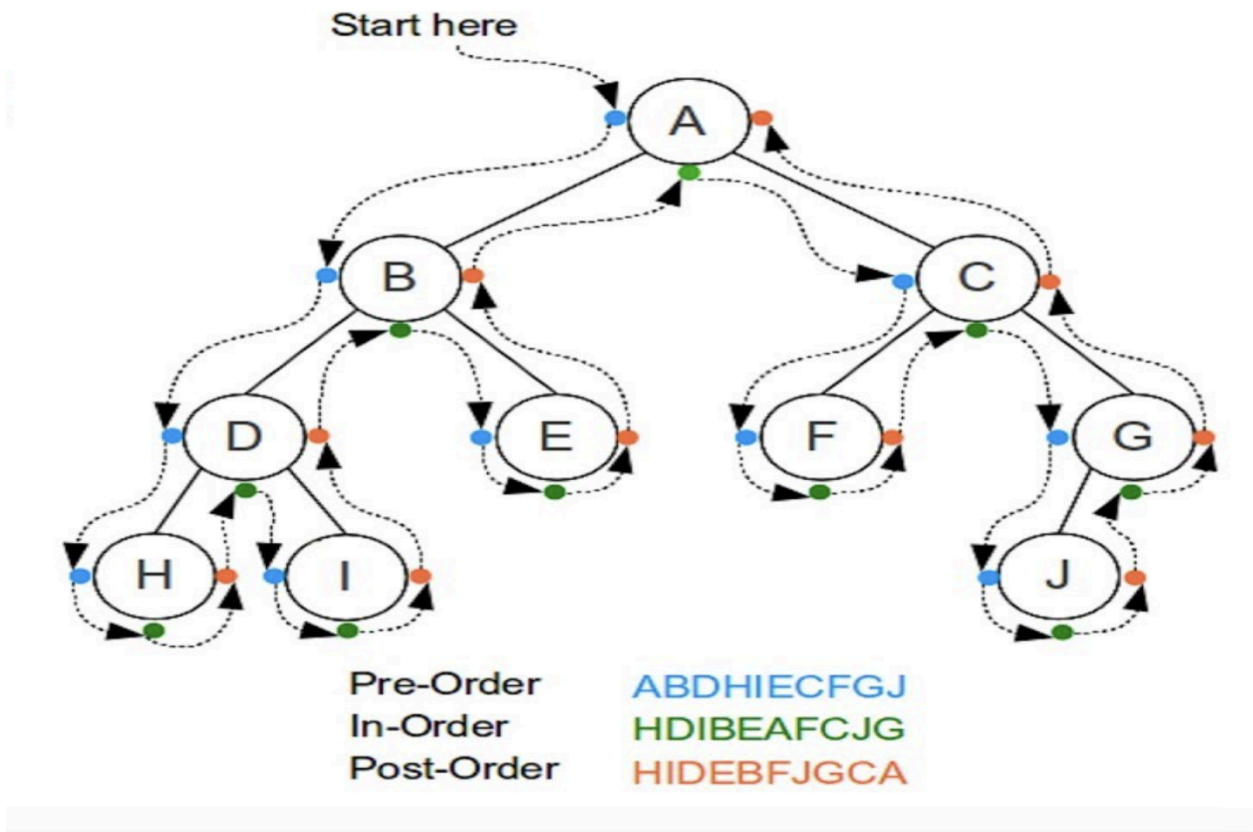 Start here
A
B
C
D
E
F
G
H
I
J
Pre-Order ABDHIECFGJ
In-Order HDIBEAFCJG
Post-Order HIDEBFJGCA